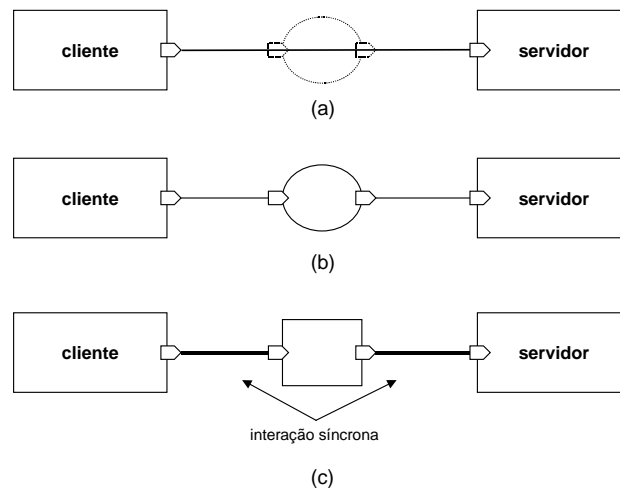 cliente servidor
(a)
cliente servidor
(b)
cliente servidor
interação síncrona
(c)